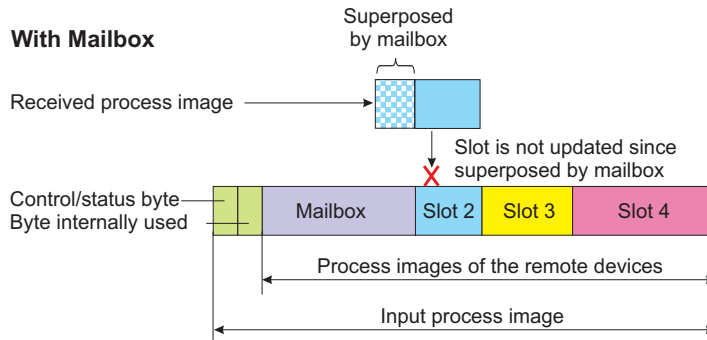 Superposed
by mailbox
With Mailbox
Received process image
Slot is not updated since
superposed by mailbox
Control/status byte
Byte internally used
Mailbox
Slot 2
Slot 3
Slot 4
Process images of the remote devices
Input process image